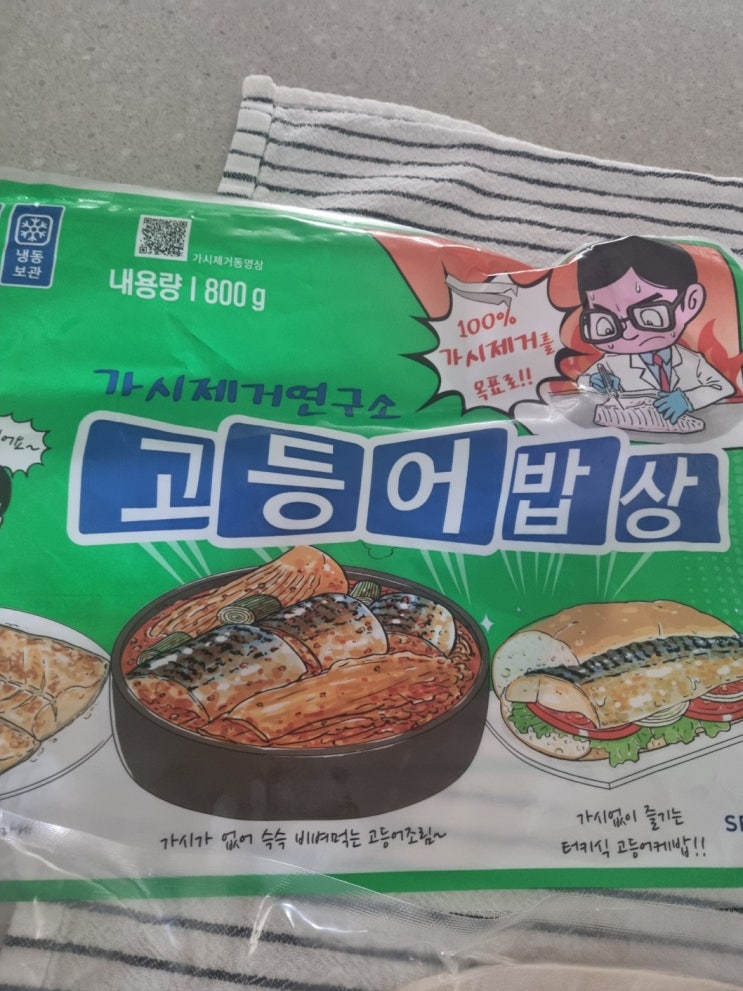 냉동
보관
가시제거동영상
내용량 | 800 g
100%
가시제거를
목표로!!
가시제거연구소
고등어밥상
가시가 없어 슥슥 비벼먹는 고등어조림~
가시없이 즐기는
터키식 고등어케밥!!